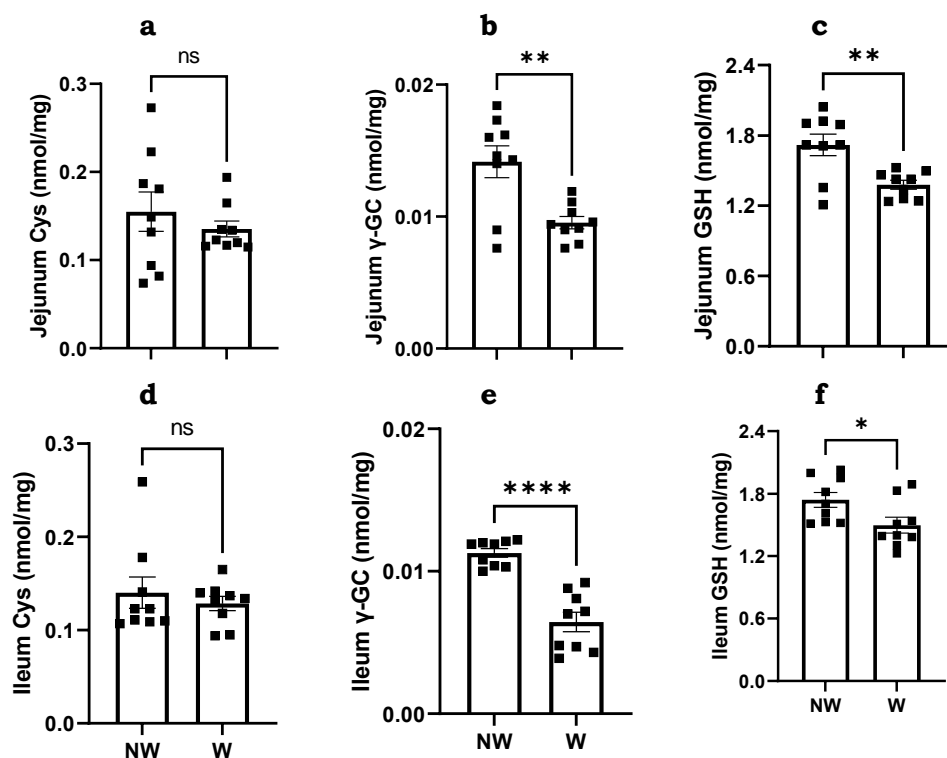 a
ns
Jejunum Cys (nmol/mg)
0.3
0.2
0.1
0.0
b
**
Jejunum γ-GC (nmol/mg)
0.02
0.01
0.00
c
**
Jejunum GSH (nmol/mg)
2.4
1.8
1.2
0.6
0.0
d
ns
Ileum Cys (nmol/mg)
0.3
0.2
0.1
0.0
NW W
e
****
Ileum γ-GC (nmol/mg)
0.02
0.01
0.00
NW W
f
*
Ileum GSH (nmol/mg)
2.4
1.8
1.2
0.6
0.0
NW W